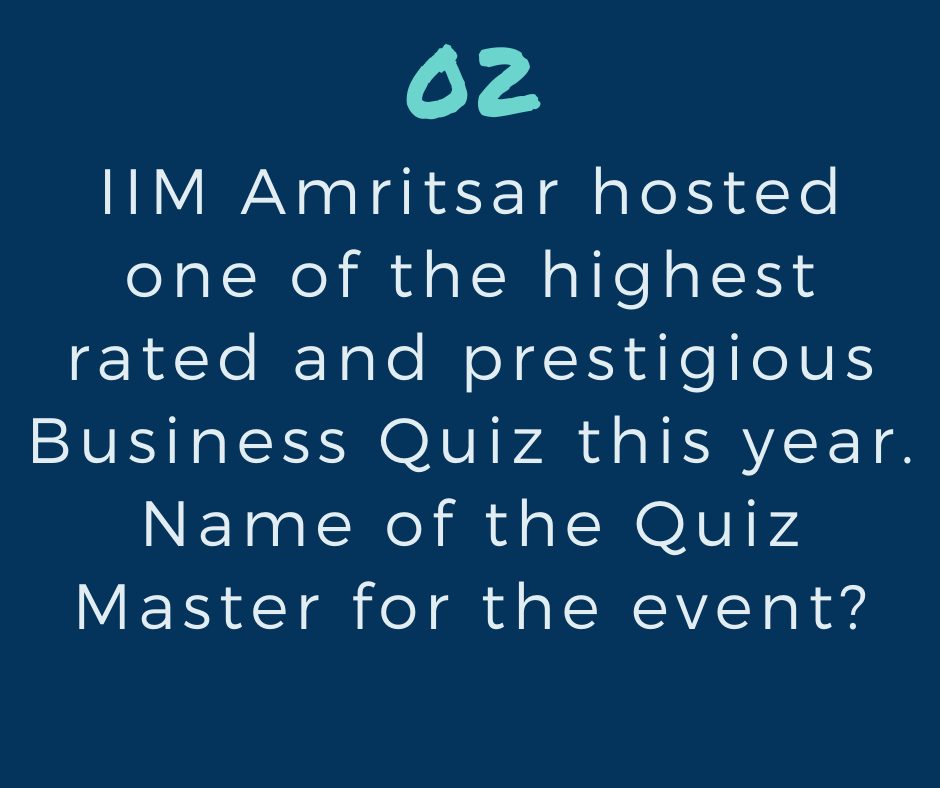 02
IIM Amritsar hosted
one of the highest
rated and prestigious
Business Quiz this year.
Name of the Quiz
Master for the event?